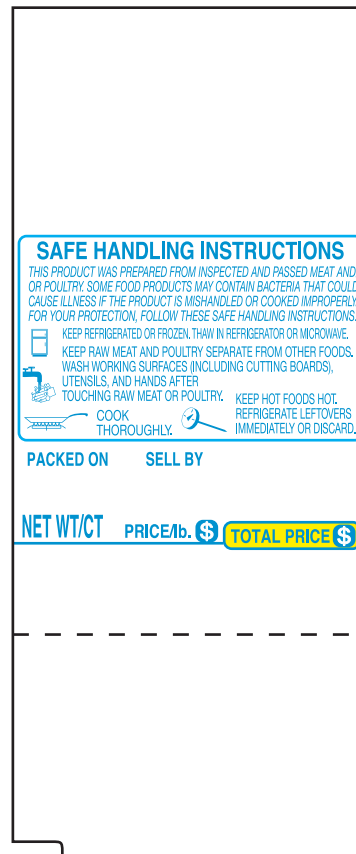 SAFE HANDLING INSTRUCTIONS
THIS PRODUCT WAS PREPARED FROM INSPECTED AND PASSED MEAT AND/
OR POULTRY. SOME FOOD PRODUCTS MAY CONTAIN BACTERIA THAT COULD
CAUSE ILLNESS IF THE PRODUCT IS MISHANDLED OR COOKED IMPROPERLY.
FOR YOUR PROTECTION, FOLLOW THESE SAFE HANDLING INSTRUCTIONS.
KEEP REFRIGERATED OR FROZEN. THAW IN REFRIGERATOR OR MICROWAVE.
KEEP RAW MEAT AND POULTRY SEPARATE FROM OTHER FOODS.
WASH WORKING SURFACES (INCLUDING CUTTING BOARDS),
UTENSILS, AND HANDS AFTER
TOUCHING RAW MEAT OR POULTRY.
COOK
THOROUGHLY.
KEEP HOT FOODS HOT.
REFRIGERATE LEFTOVERS
IMMEDIATELY OR DISCARD.
PACKED ON SELL BY
NET WT/CT PRICE/lb. $ TOTAL PRICE $